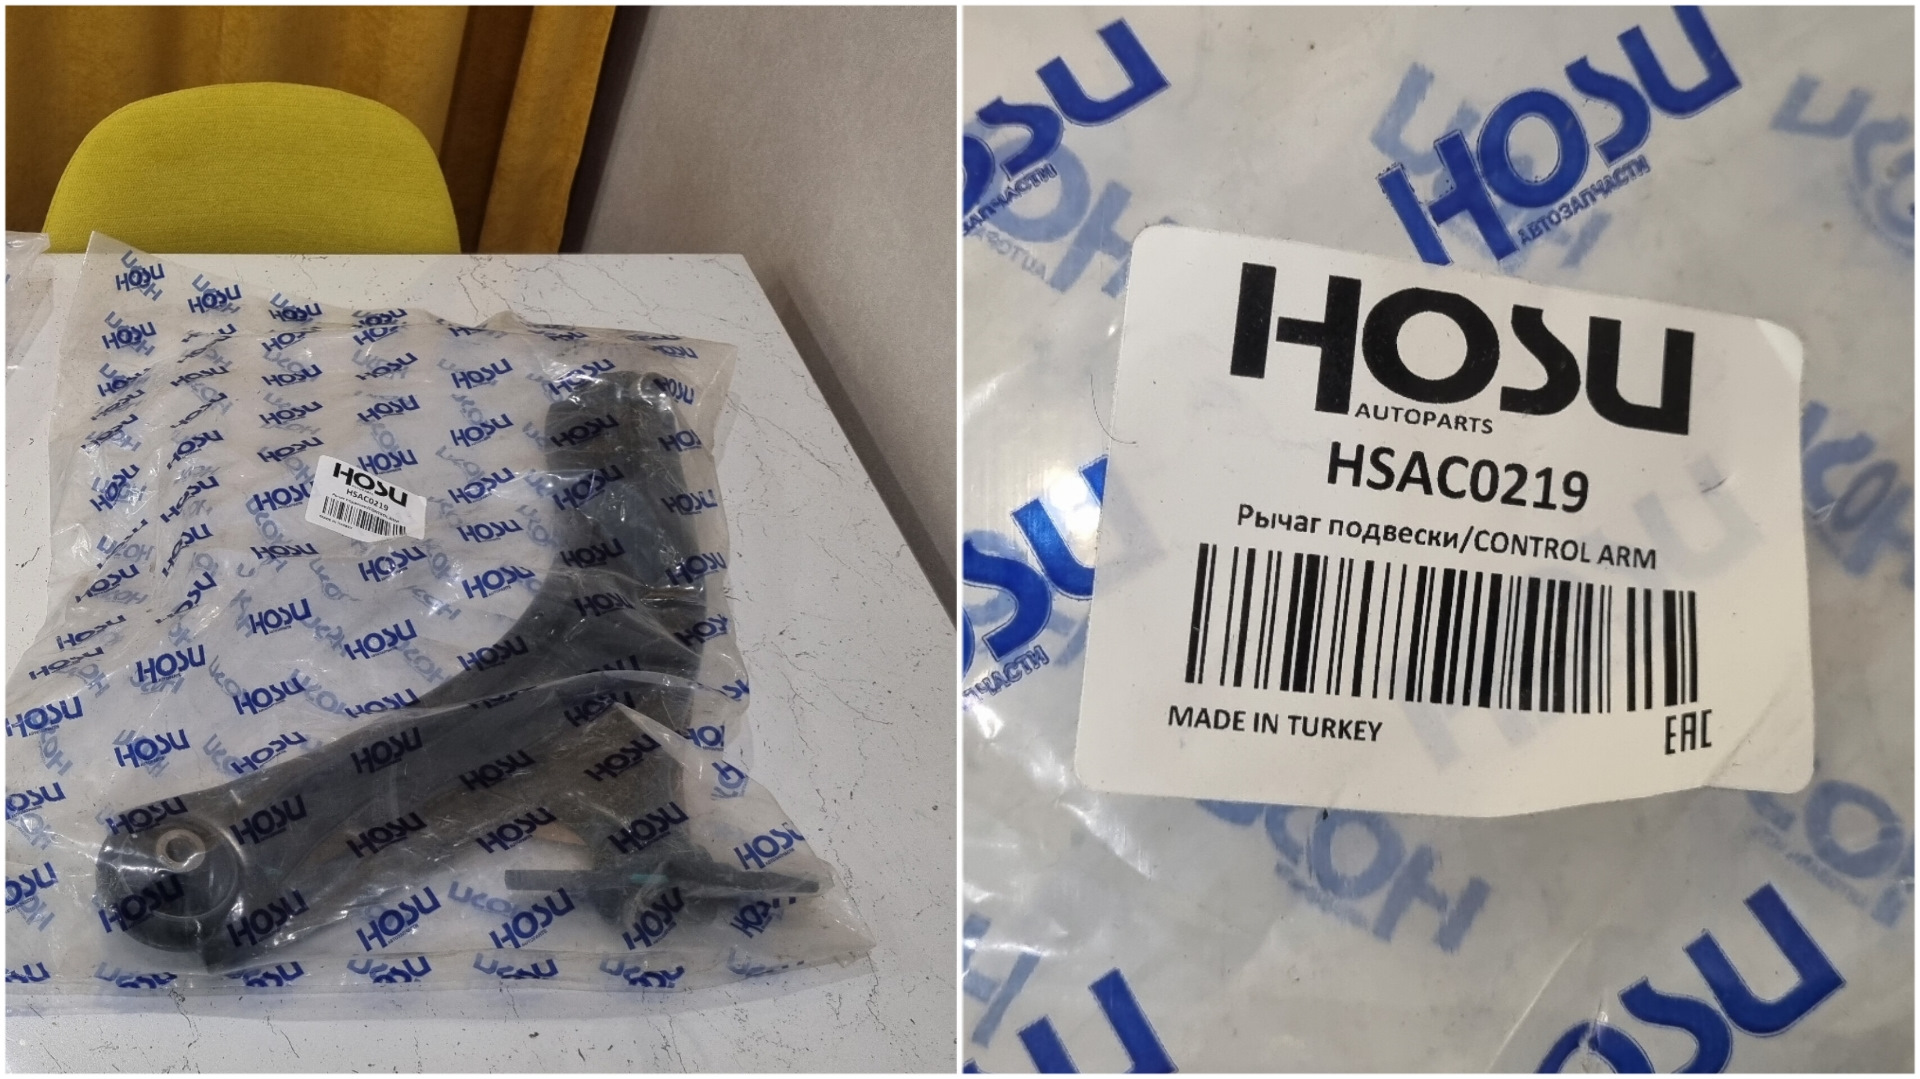 HOSU
HSAC0219
HOSU
AUTOPARTS
HSAC0219
Рычаг подвески/CONTROL ARM
MADE IN TURKEY
EAC
HOSU
АВТОЗАПЧАСТИ